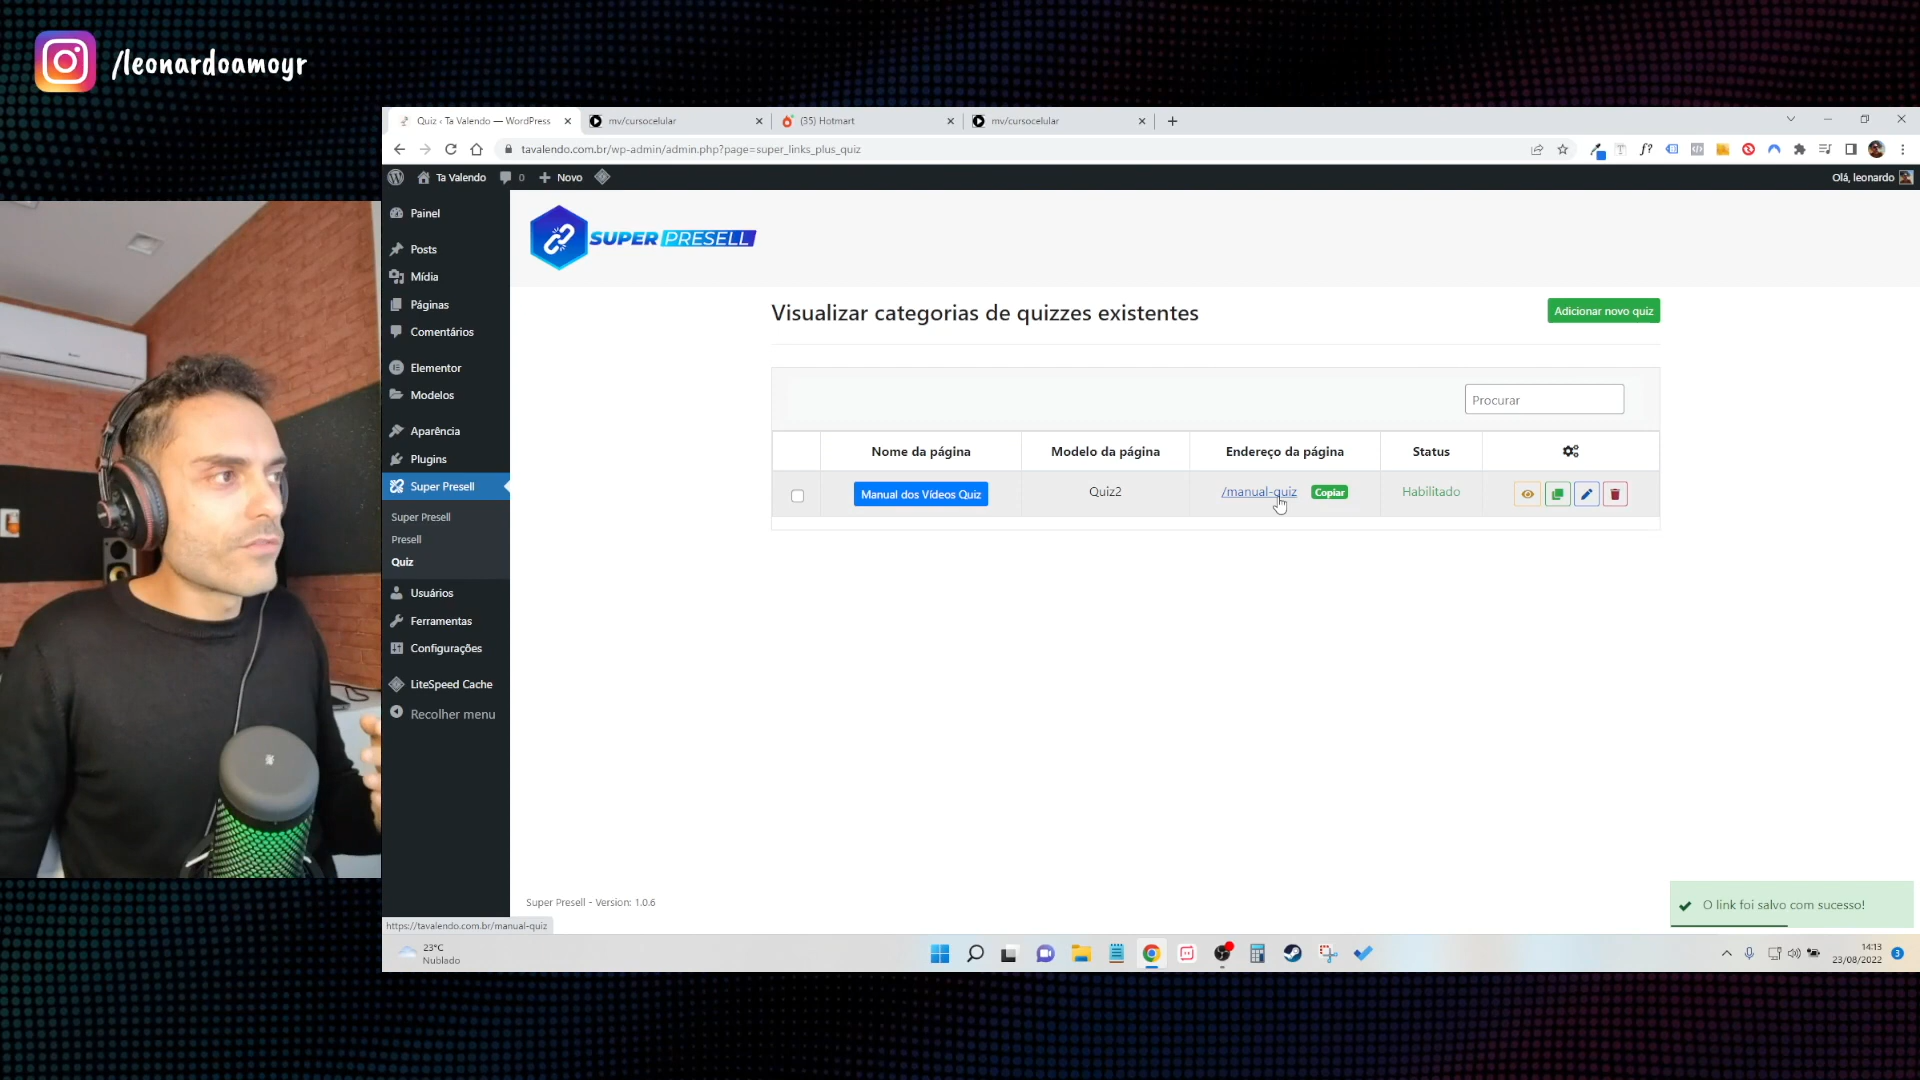 /leonardoamoyr
Quiz ‹ Ta Valendo — WordPress
mv/cursocelular
(35) Hotmart
mv/cursocelular
tavalendo.com.br/wp-admin/admin.php?page=super_links_plus_quiz
Ta Valendo
0
Novo
Olá, leonardo
Painel
Posts
Mídia
Páginas
Comentários
Elementor
Modelos
Aparência
Plugins
Super Presell
Super Presell
Presell
Quiz
Usuários
Ferramentas
Configurações
LiteSpeed Cache
Recolher menu
SUPER PRESELL
Visualizar categorias de quizzes existentes
Adicionar novo quiz
Procurar
Nome da página
Modelo da página
Endereço da página
Status
Manual dos Vídeos Quiz
Quiz2
/manual-quiz
Copiar
Habilitado
Super Presell - Version: 1.0.6
O link foi salvo com sucesso!
https://tavalendo.com.br/manual-quiz
23°C
Nublado
14:13
23/08/2022
3